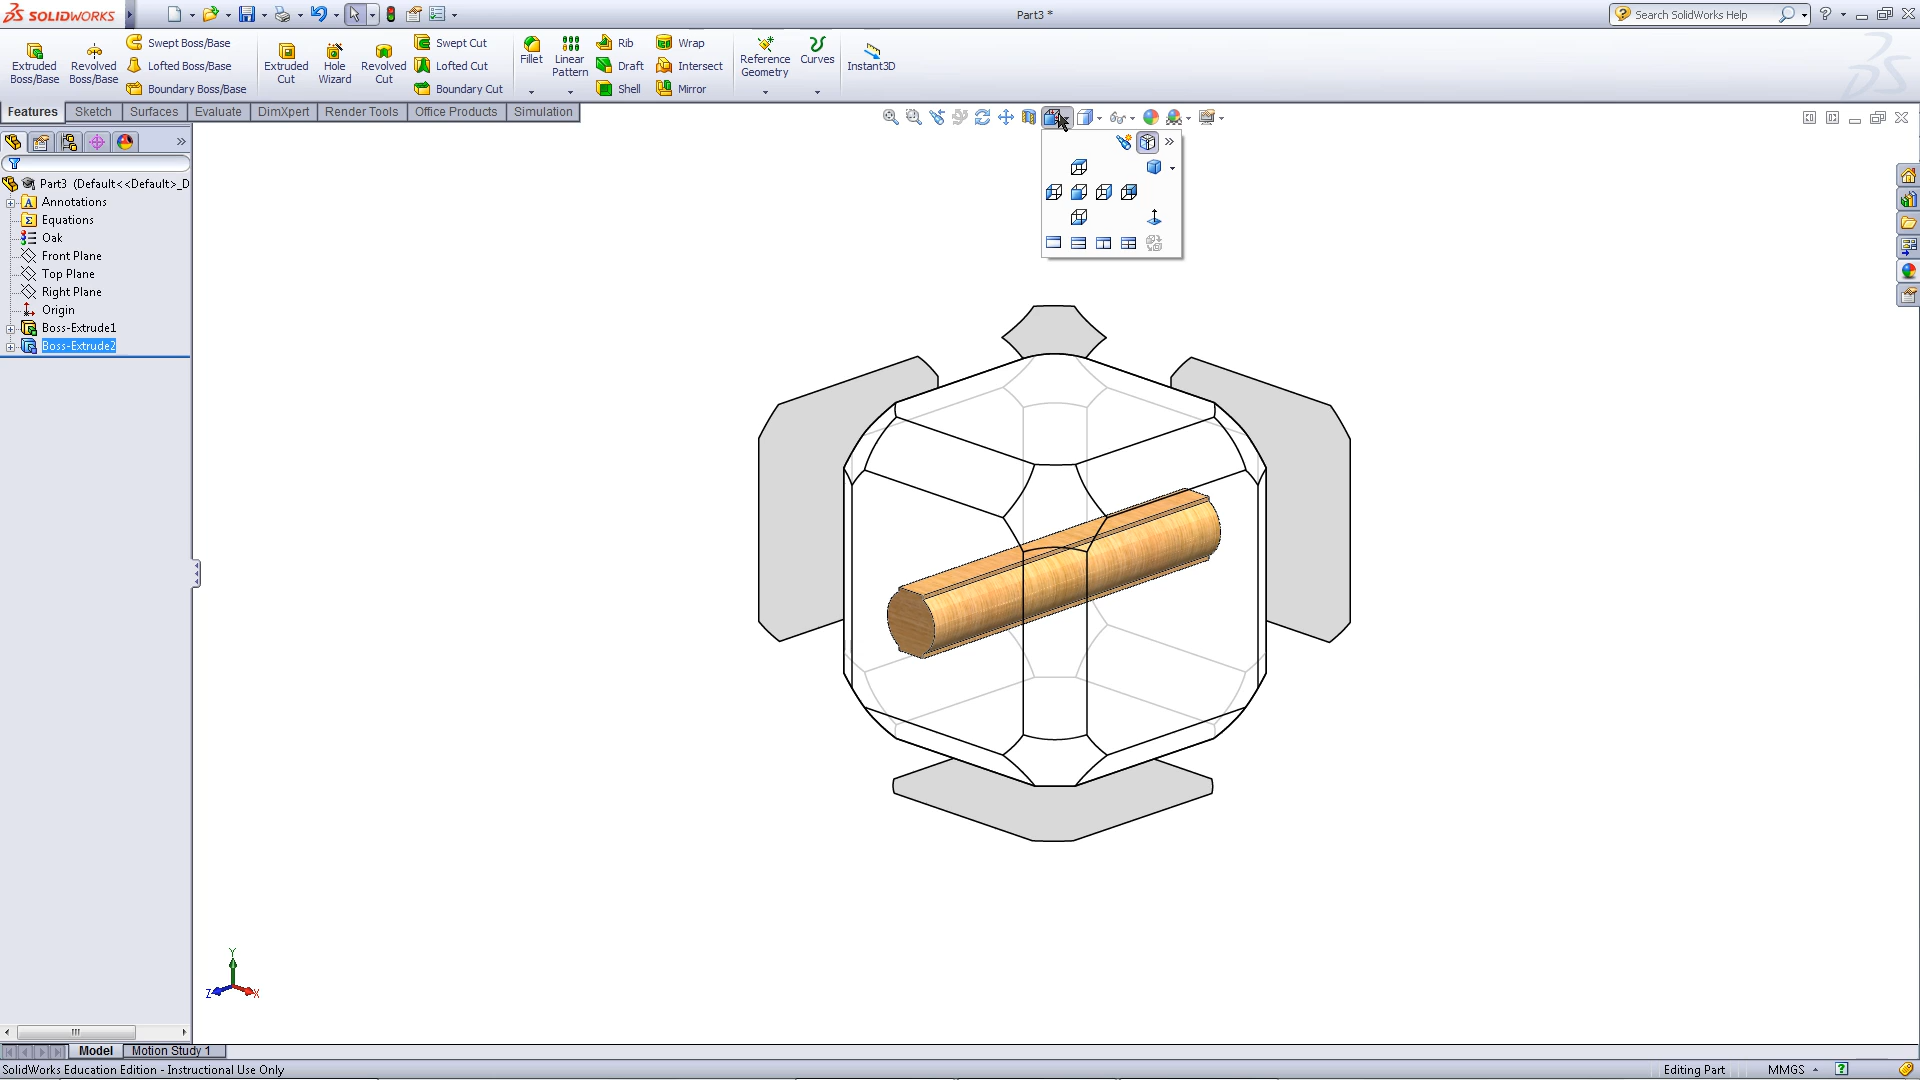 SOLIDWORKS
Part3 *
Search SolidWorks Help
Extruded Boss/Base
Revolved Boss/Base
Swept Boss/Base
Lofted Boss/Base
Boundary Boss/Base
Extruded Cut
Hole Wizard
Revolved Cut
Swept Cut
Lofted Cut
Boundary Cut
Fillet
Linear Pattern
Rib
Draft
Shell
Wrap
Intersect
Mirror
Reference Geometry
Curves
Instant3D
Features
Sketch
Surfaces
Evaluate
DimXpert
Render Tools
Office Products
Simulation
Part3 (Default<<Default>_D
Annotations
Equations
Oak
Front Plane
Top Plane
Right Plane
Origin
Boss-Extrude1
Boss-Extrude2
Y
Z
X
Model
Motion Study 1
SolidWorks Education Edition - Instructional Use Only
Editing Part
MMGS